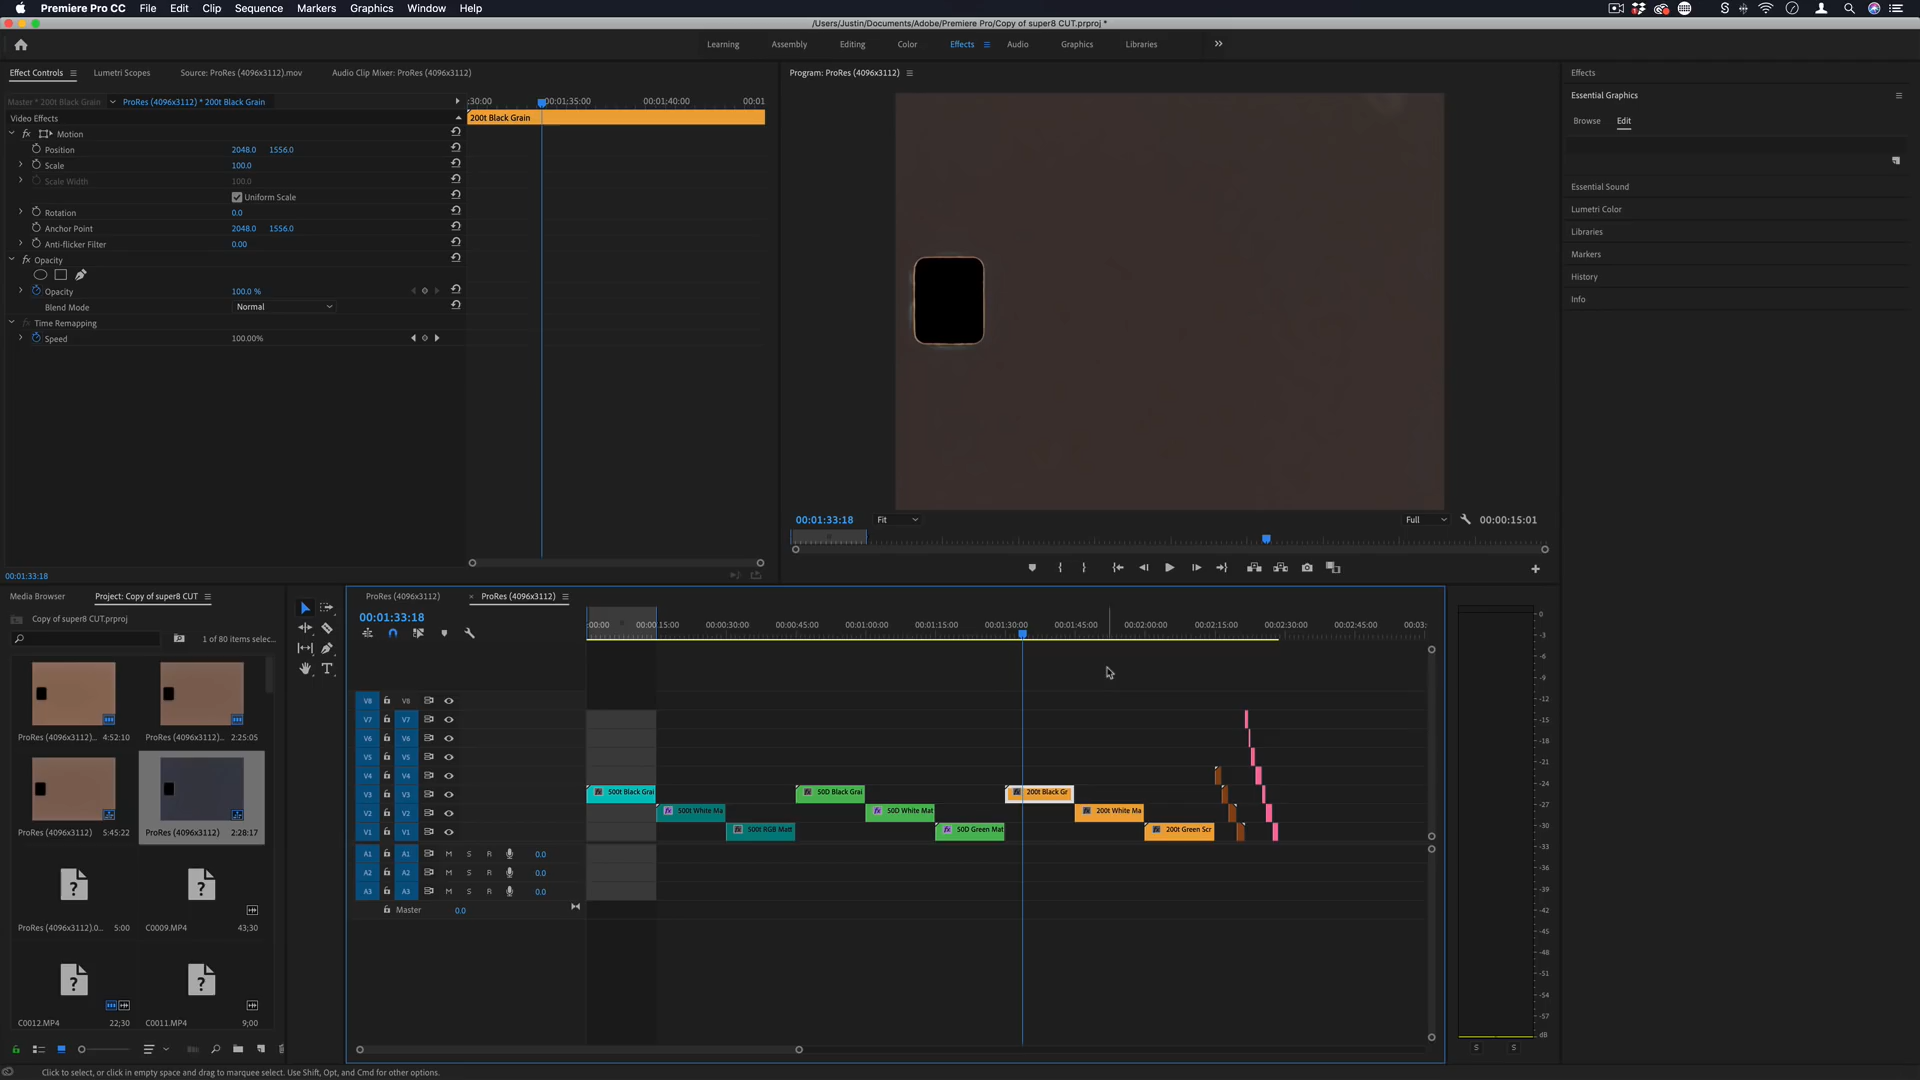 Premiere Pro CC File Edit Clip Sequence Markers Graphics Window Help
/Users/Justin/Documents/Adobe/Premiere Pro/Copy of super8 CUT.prproj *
Learning Assembly Editing Color Effects Audio Graphics Libraries
Effect Controls Lumetri Scopes Source: ProRes (4096x3112).mov Audio Clip Mixer: ProRes (4096x3112)
Program: ProRes (4096x3112)
Effects
Essential Graphics
Browse Edit
Essential Sound
Lumetri Color
Libraries
Markers
History
Info
Master * 200t Black Grain ProRes (4096x3112) * 200t Black Grain
:30:00 00:01:35:00 00:01:40:00 00:01
Video Effects
200t Black Grain
fx Motion
Position 2048.0 1556.0
Scale 100.0
Scale Width 100.0
Uniform Scale
Rotation 0.0
Anchor Point 2048.0 1556.0
Anti-flicker Filter 0.00
fx Opacity
Opacity 100.0 %
Blend Mode Normal
Time Remapping
Speed 100.00%
00:01:33:18
00:01:33:18 Fit Full 00:00:15:01
Media Browser Project: Copy of super8 CUT
Copy of super8 CUT.prproj
1 of 80 items selec...
ProRes (4096x3112)... 4:52:10
ProRes (4096x3112)... 2:25:05
ProRes (4096x3112)... 5:45:22
ProRes (4096x3112) 2:28:17
ProRes (4096x3112).0... 5:00
C0009.MP4 43;30
C0012.MP4 22;30
C0011.MP4 9;00
ProRes (4096x3112) × ProRes (4096x3112)
00:01:33:18
:00:00 00:00:15:00 00:00:30:00 00:00:45:00 00:01:00:00 00:01:15:00 00:01:30:00 00:01:45:00 00:02:00:00 00:02:15:00 00:02:30:00 00:02:45:00 00:03:
V8 V8
V7 V7
V6 V6
V5 V5
V4 V4
V3 V3 500t Black Grai 50D Black Grai 200t Black Gr
V2 V2 500t White Ma 50D White Mat 200t White Ma
V1 V1 500t RGB Matt 50D Green Mat 200t Green Scr
A1 A1 M S R 0.0
A2 A2 M S R 0.0
A3 A3 M S R 0.0
Master 0.0
0
-3
-6
-9
-12
-15
-18
-21
-24
-27
-30
-33
-36
-39
-42
-45
-48
-51
-54
-57
dB
S S
Click to select, or click in empty space and drag to marquee select. Use Shift, Opt, and Cmd for other options.